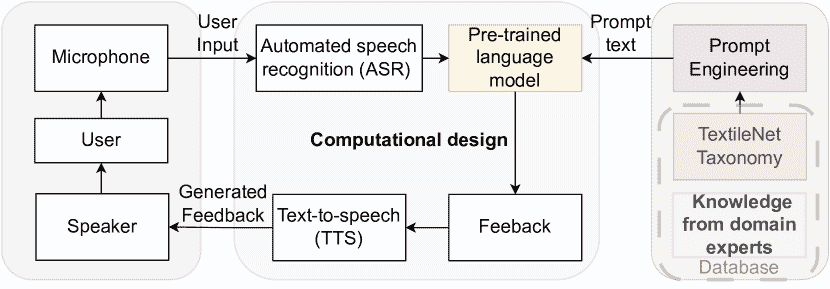 Microphone
User
Speaker
User
Input
Generated
Feedback
Automated speech
recognition (ASR)
Pre-trained
language
model
Computational design
Text-to-speech
(TTS)
Feeback
Prompt
text
Prompt
Engineering
TextileNet
Taxonomy
Knowledge
from domain
experts
Database